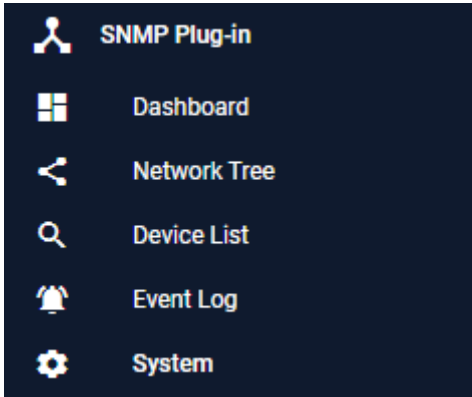 SNMP Plug-in
Dashboard
Network Tree
Device List
Event Log
System